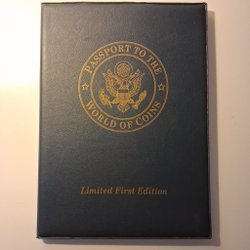 PASSPORT TO THE
WORLD OF COINS
Limited First Edition